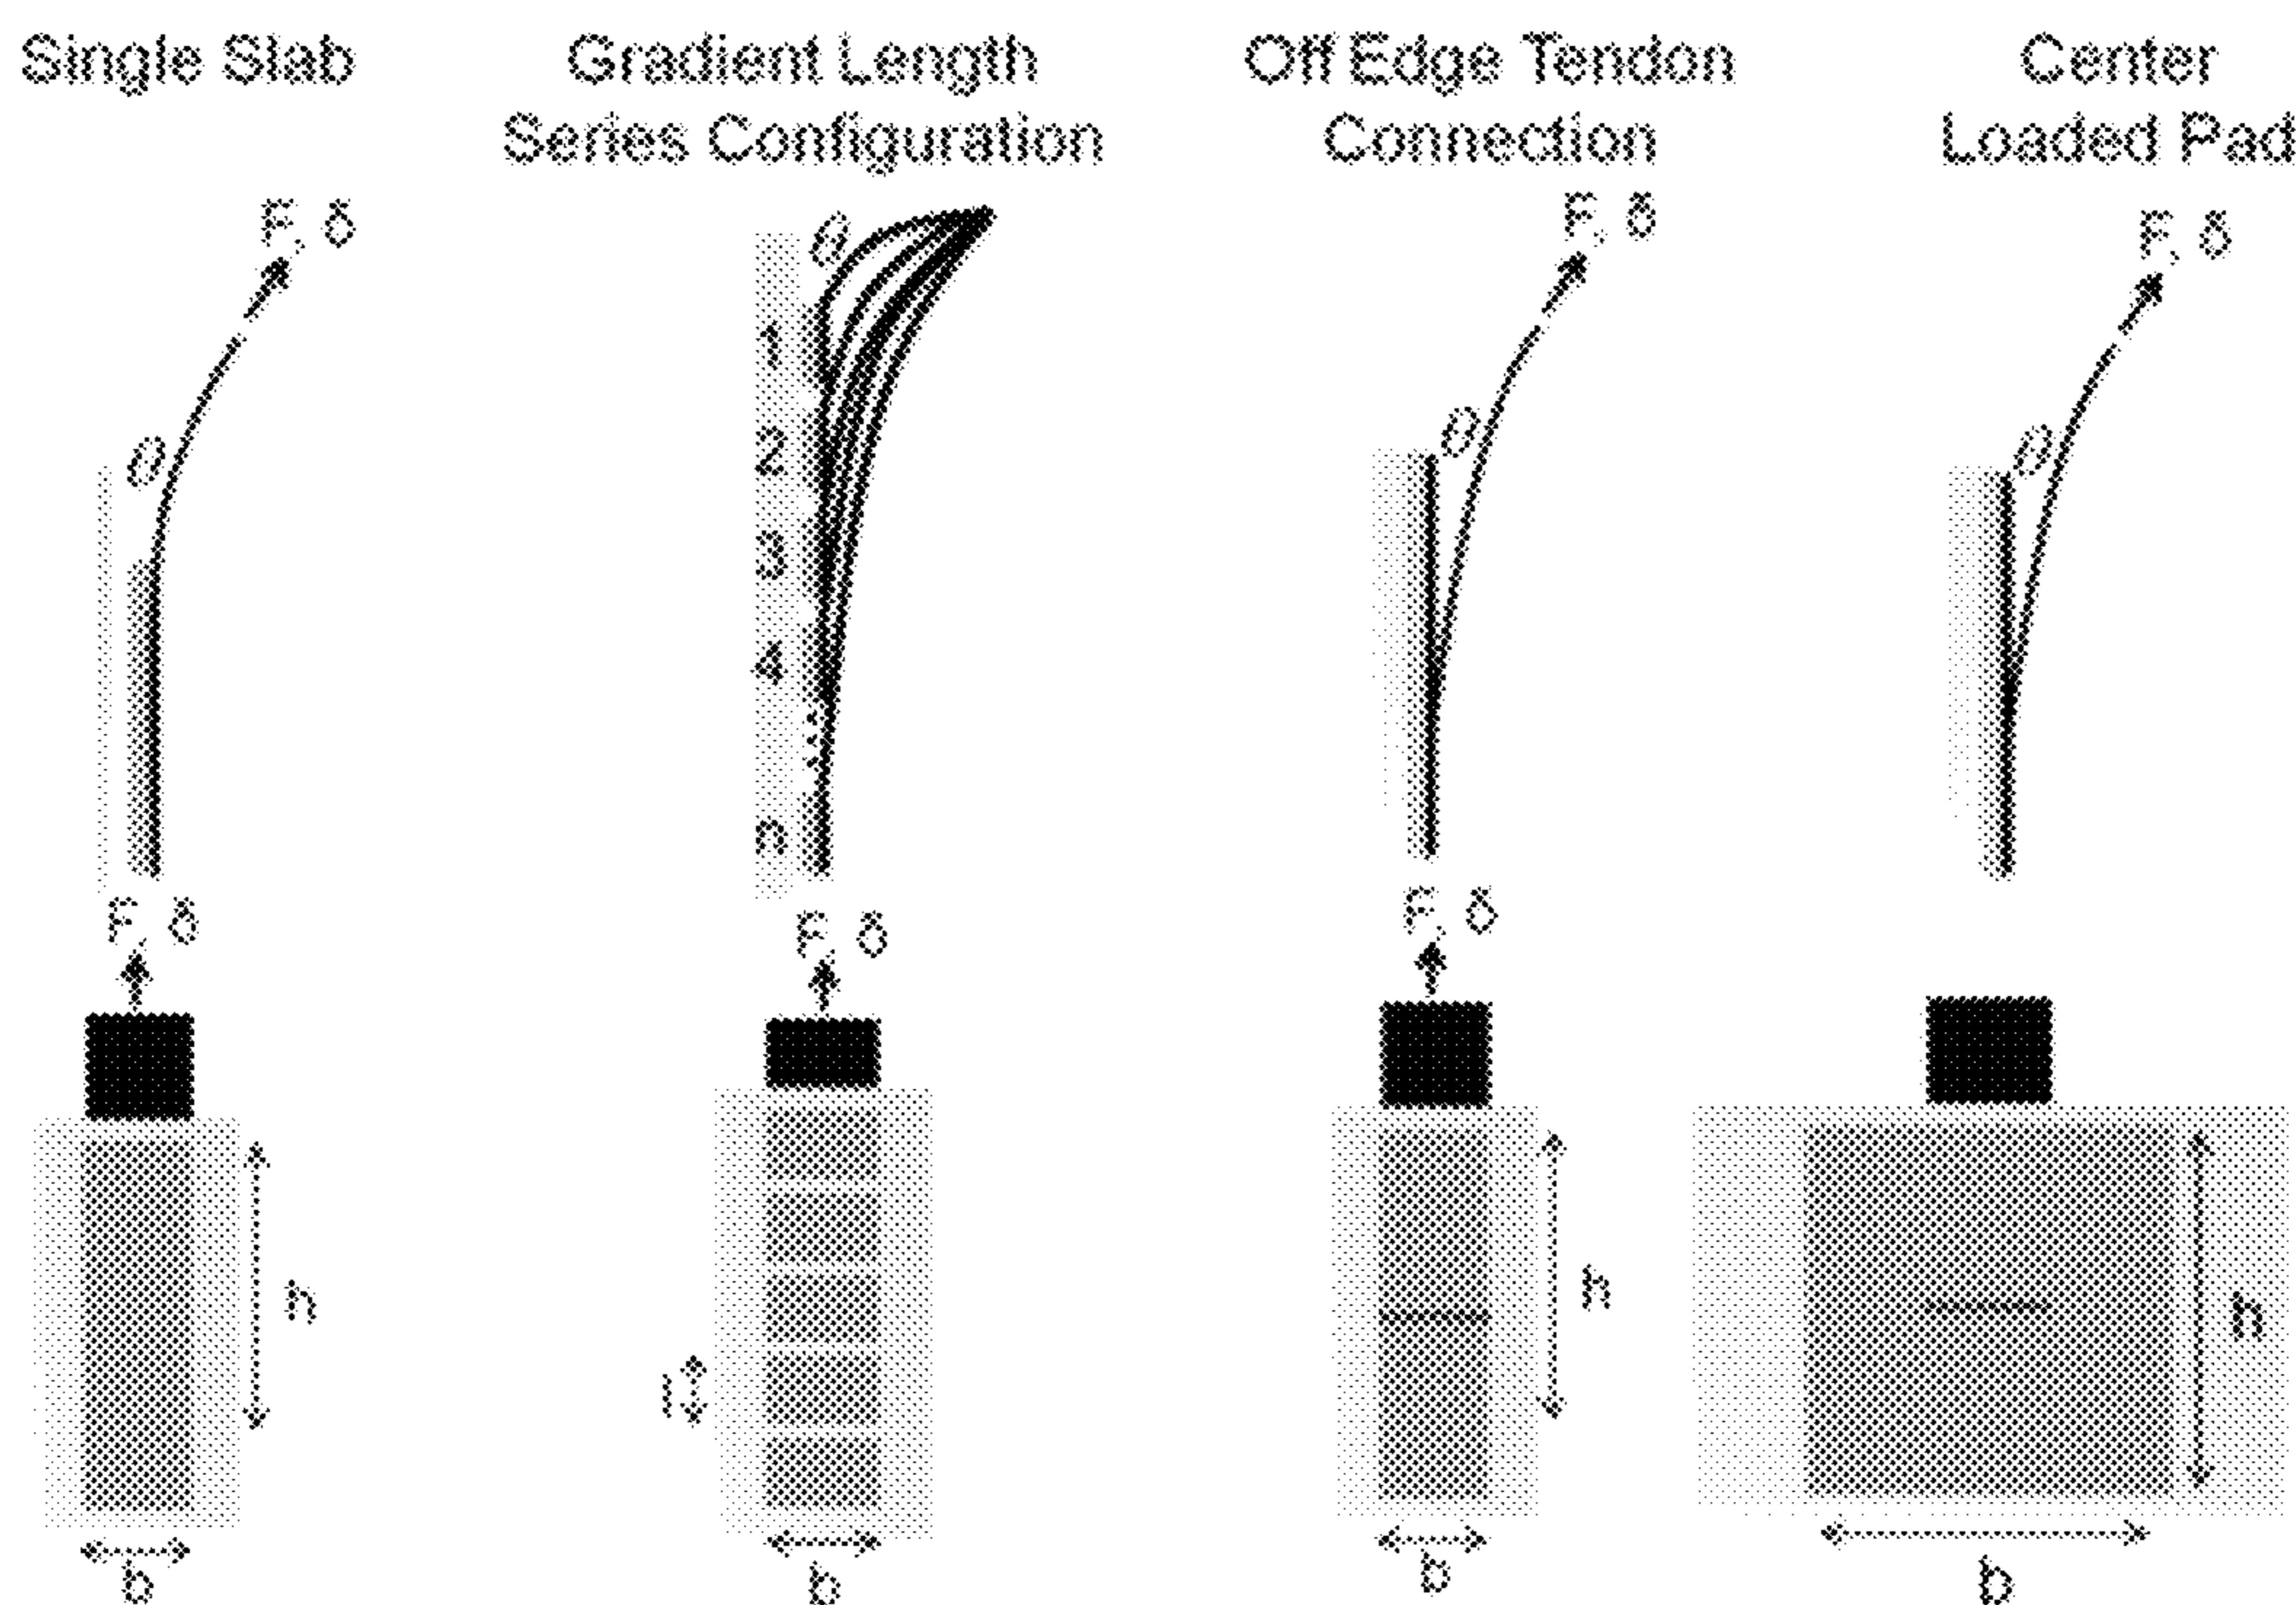 Single Slab
Gradient Length
Series Configuration
Off Edge Tendon
Connection
Center
Loaded Pad
F, δ
θ
θ
1
2
3
4
n
F, δ
θ
F, δ
θ
F, δ
h
b
F, δ
l
b
F, δ
h
b
h
b